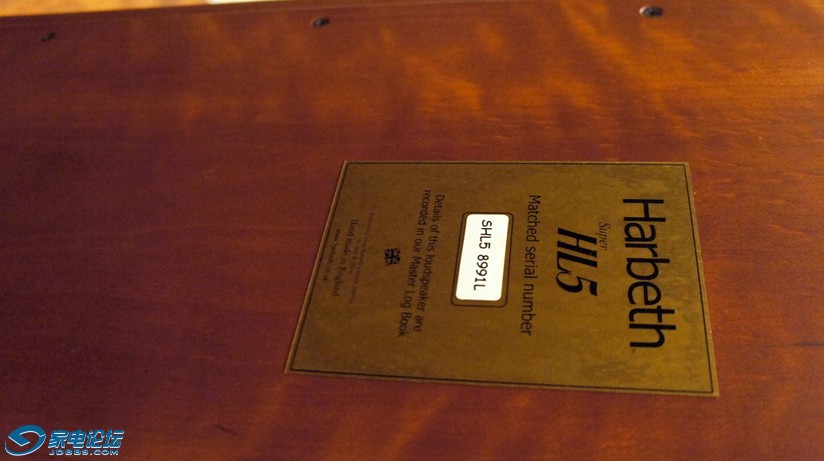 Harbeth
Super
HL5
Matched serial number
SHL5 8991L
Details of this loudspeaker are
recorded in our Master Log Book
Hand made in England
家电论坛
JDBBS.COM